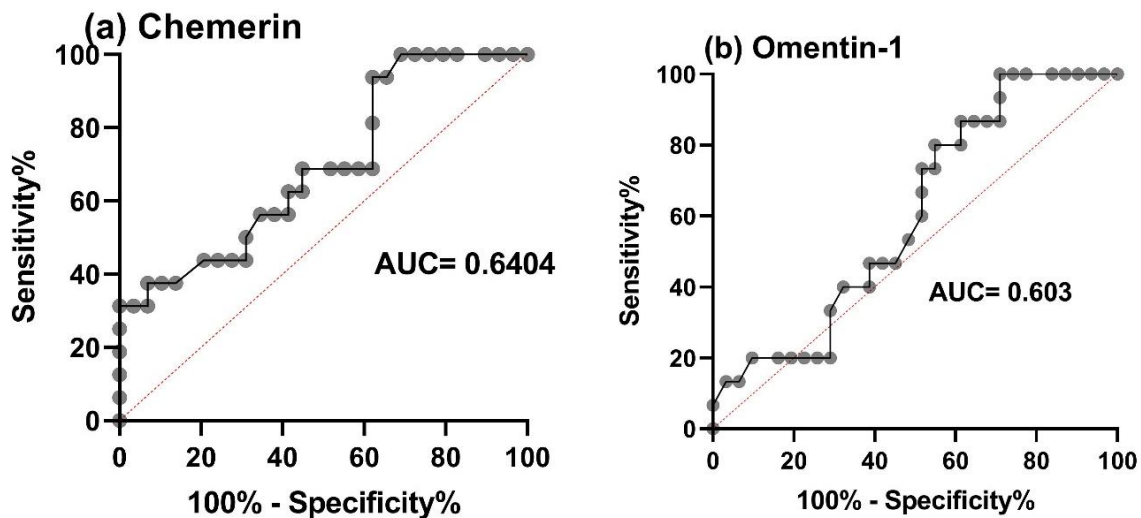 (a) Chemerin
100
80
60
40
20
0
Sensitivity%
AUC= 0.6404
0 20 40 60 80 100
100% - Specificity%
(b) Omentin-1
100
80
60
40
20
0
Sensitivity%
AUC= 0.603
0 20 40 60 80 100
100% - Specificity%